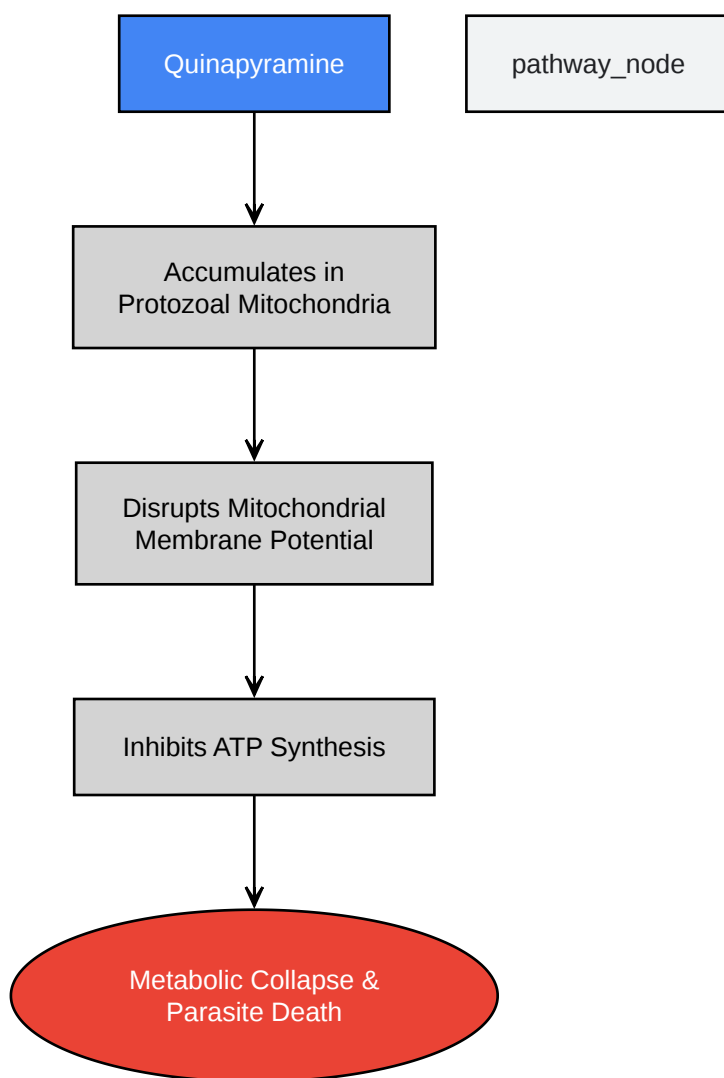 Quinapyramine
pathway_node
Accumulates in
Protozoal Mitochondria
Disrupts Mitochondrial
Membrane Potential
Inhibits ATP Synthesis
Metabolic Collapse &
Parasite Death